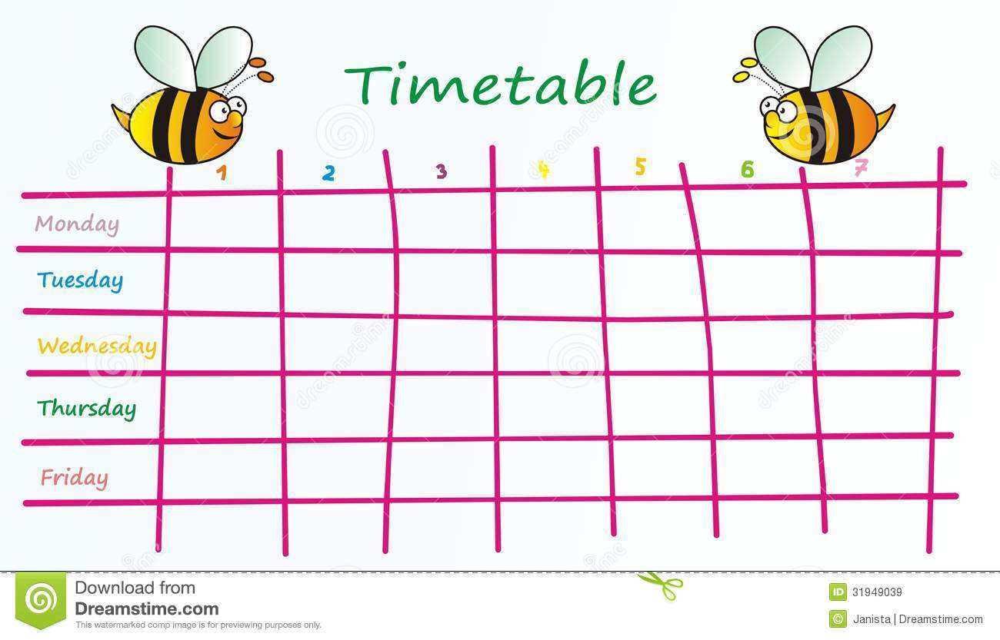 Timetable
1 2 3 4 5 6 7
Monday
Tuesday
Wednesday
Thursday
Friday
Download from
Dreamstime.com
This watermarked comp image is for previewing purposes only.
ID 31949039
© Janista | Dreamstime.com